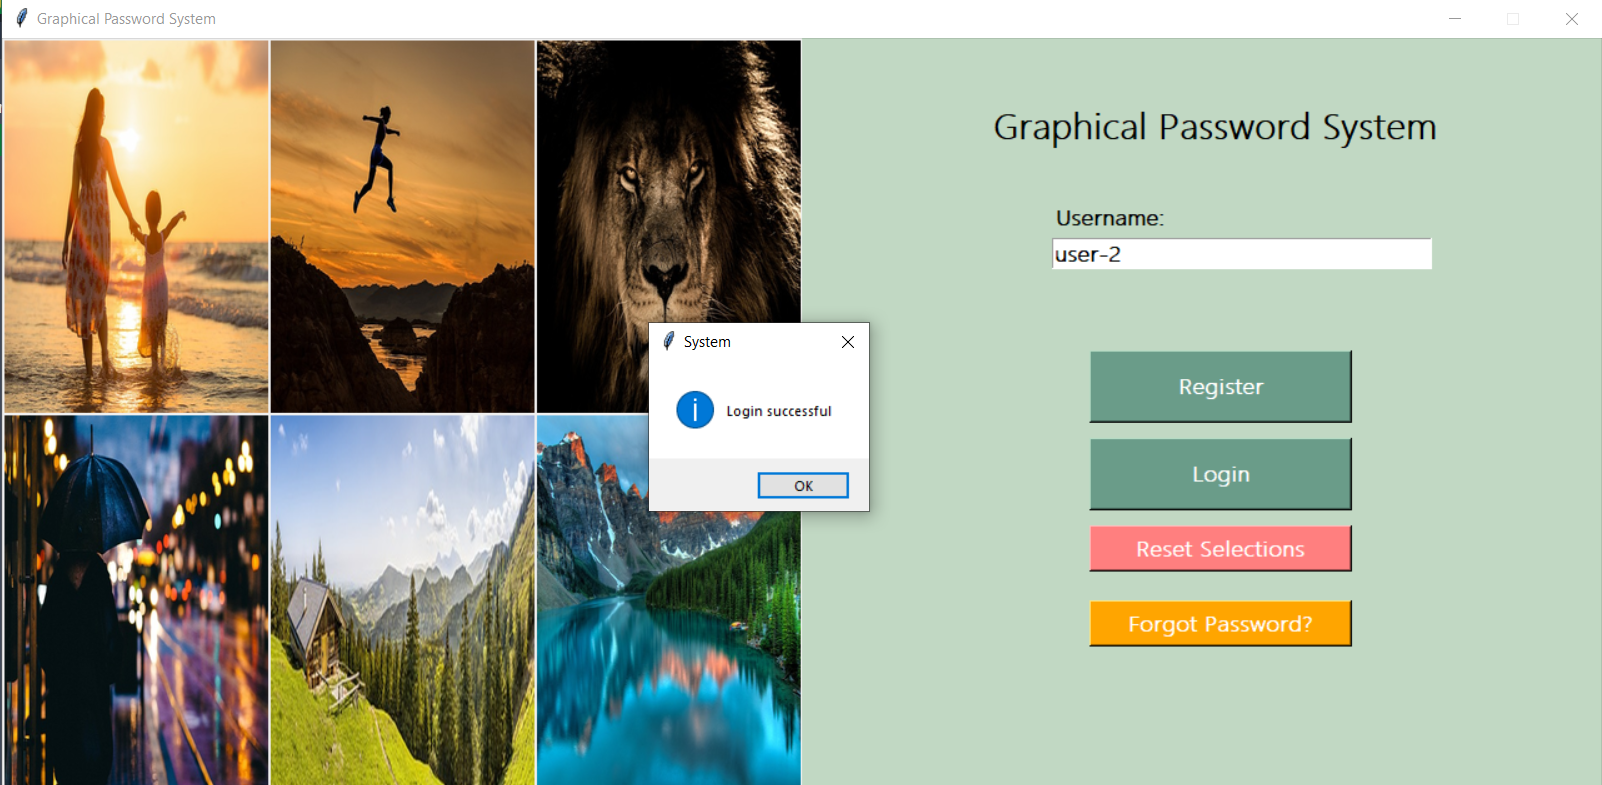 Graphical Password System
Graphical Password System
Username:
user-2
System
Login successful
OK
Register
Login
Reset Selections
Forgot Password?